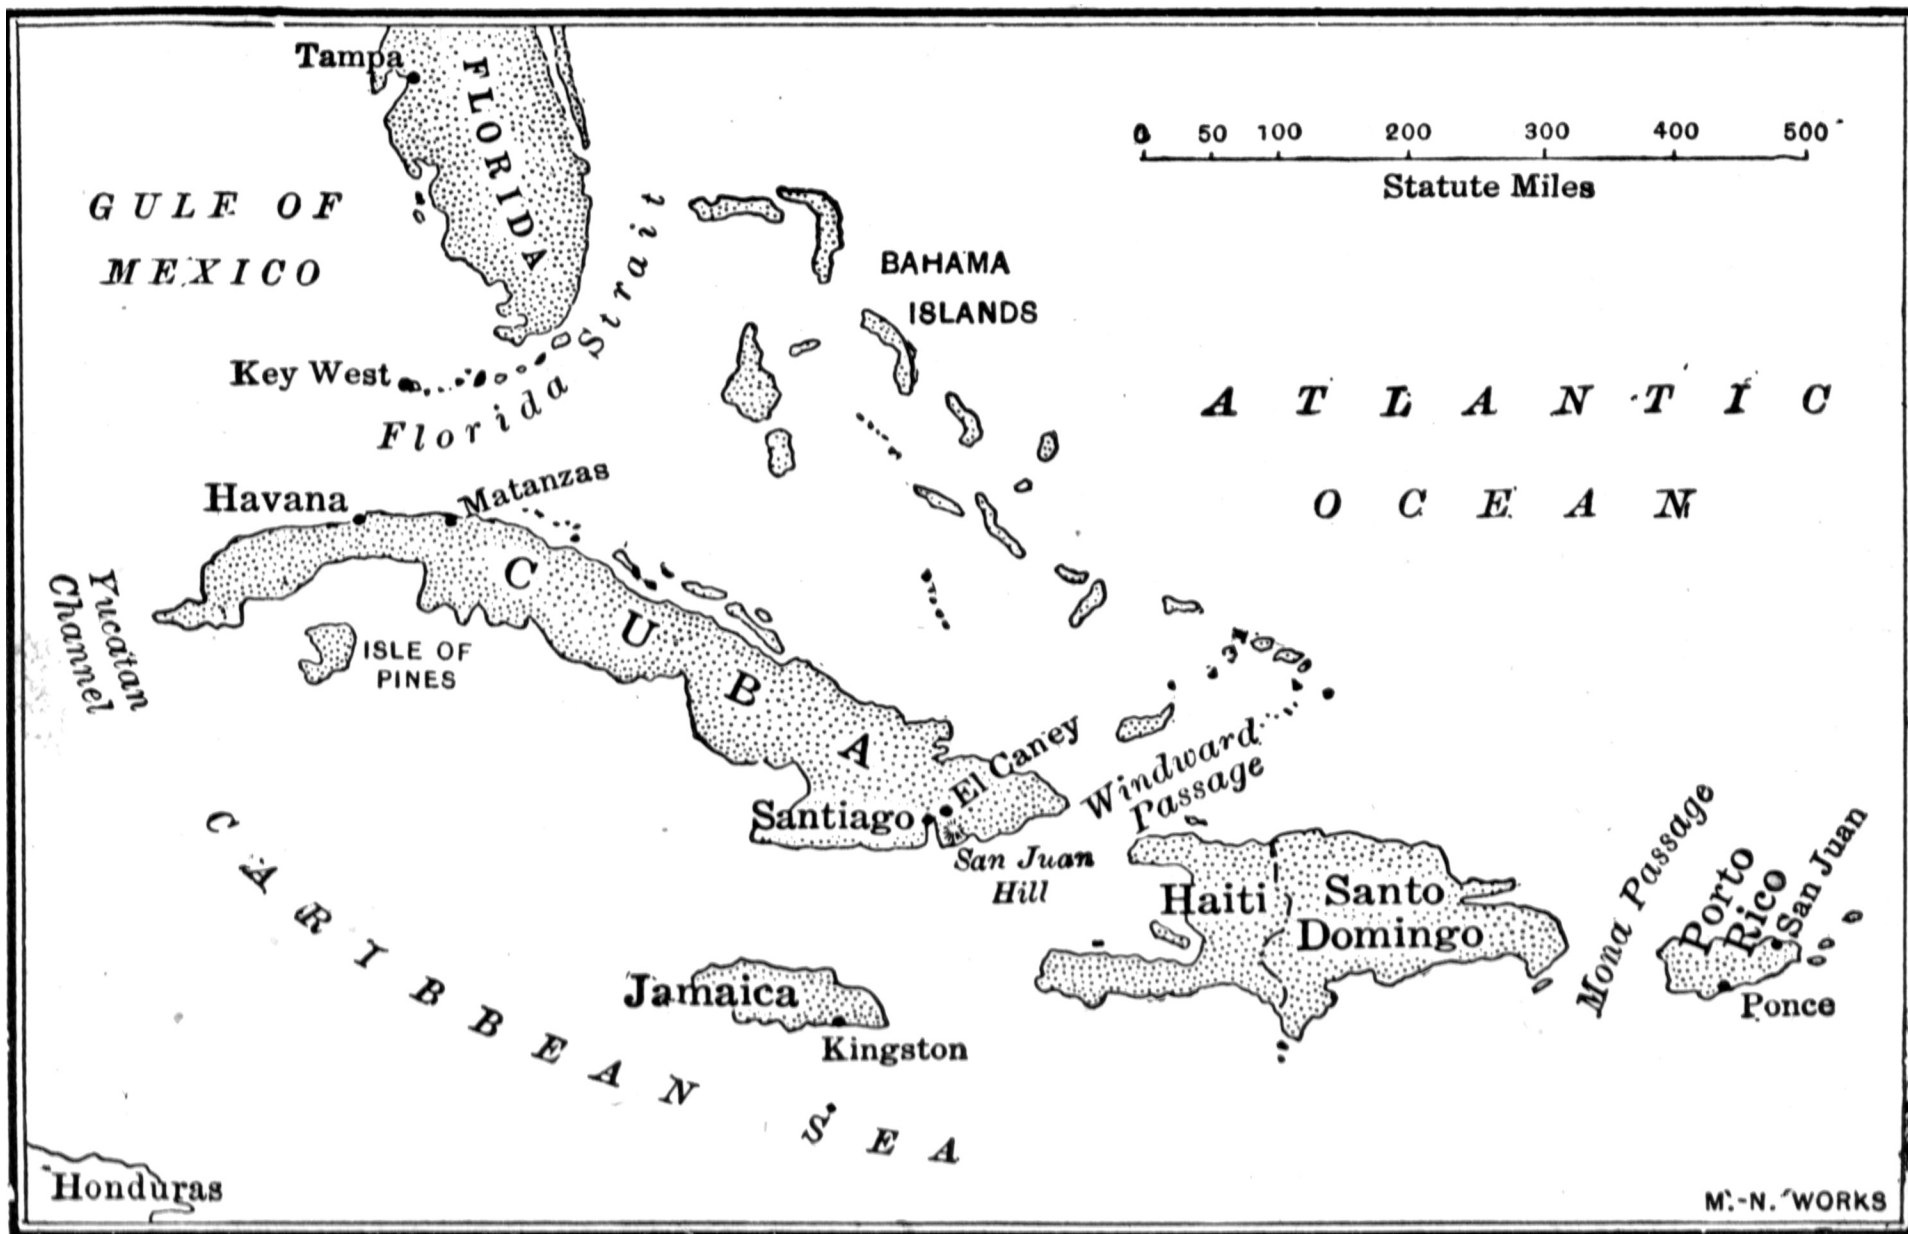 Tampa
FLORIDA
0 50 100 200 300 400 500
Statute Miles
GULF OF
MEXICO
Florida Strait
BAHAMA
ISLANDS
Key West
ATLANTIC
OCEAN
Havana
Matanzas
Yucatan
Channel
CUBA
ISLE OF
PINES
El Caney
Santiago
San Juan
Hill
Windward
Passage
CARIBBEAN SEA
Haiti
Santo
Domingo
Mona Passage
Porto
Rico
San Juan
Ponce
Jamaica
Kingston
Honduras
M.-N. WORKS